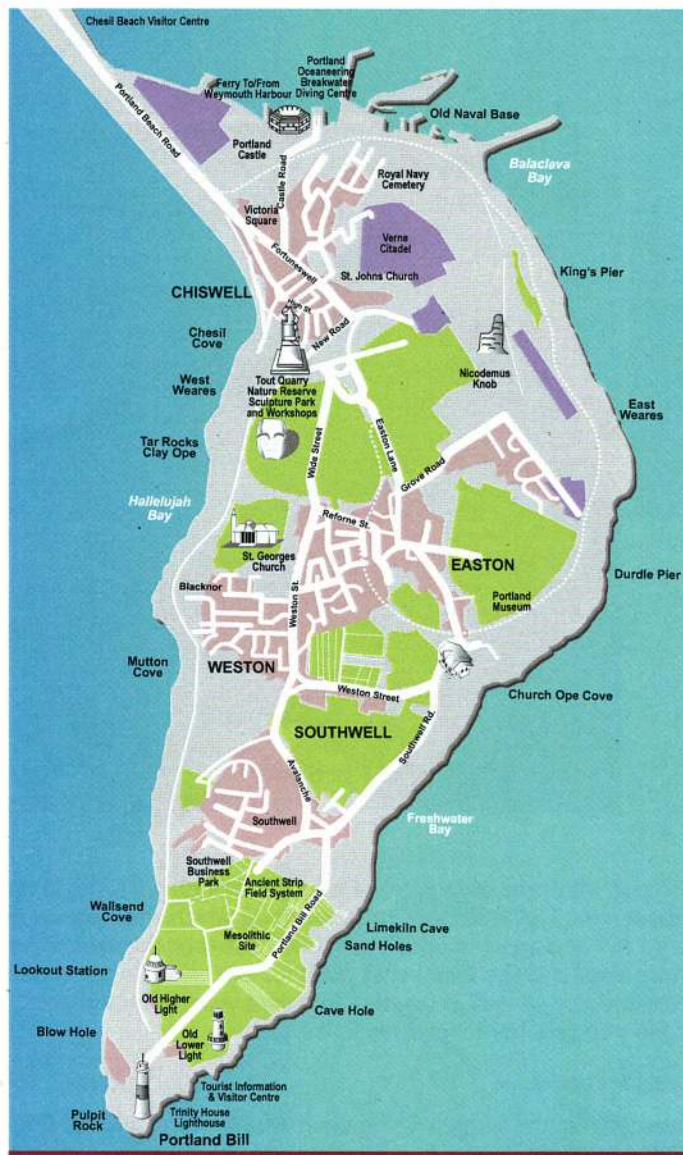 Chesil Beach Visitor Centre
Portland Beach Road
Ferry To/From
Weymouth Harbour
Portland
Oceaneering
Breakwater
Diving Centre
Old Naval Base
Portland
Castle
Castle Road
Royal Navy
Cemetery
Balaclava
Bay
Victoria
Square
Verne
Citadel
Fortuneswell
St. Johns Church
King's Pier
CHISWELL
High St.
New Road
Chesil
Cove
Nicodemus
Knob
West
Weares
Tout Quarry
Nature Reserve
Sculpture Park
and Workshops
East
Weares
Tar Rocks
Clay Ope
Wide Street
Easton Lane
Grove Road
Hallelujah
Bay
Reforne St.
St. Georges
Church
EASTON
Durdle Pier
Blacknor
Weston St.
Portland
Museum
Mutton
Cove
WESTON
Weston Street
Church Ope Cove
SOUTHWELL
Southwell Rd.
Avalanche
Southwell
Freshwater
Bay
Southwell
Business
Park
Ancient Strip
Field System
Wallsend
Cove
Portland Bill Road
Limekiln Cave
Sand Holes
Mesolithic
Site
Lookout Station
Old Higher
Light
Cave Hole
Blow Hole
Old
Lower
Light
Tourist Information
& Visitor Centre
Pulpit
Rock
Trinity House
Lighthouse
Portland Bill